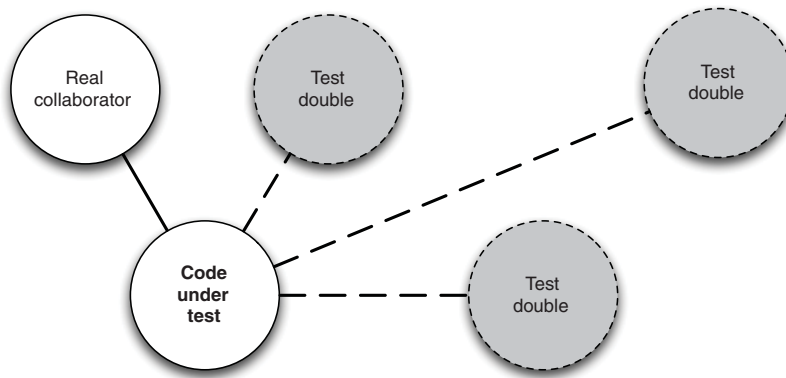 Real
collaborator
Test
double
Test
double
Code
under
test
Test
double